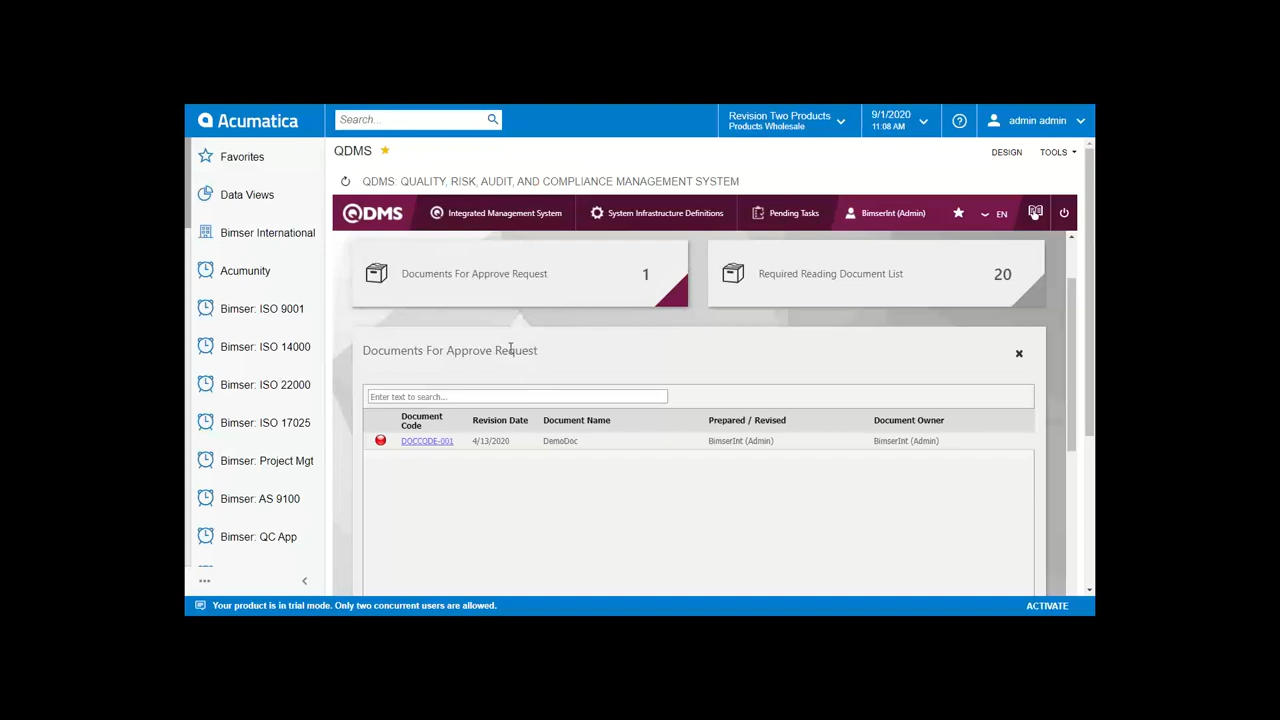 Acumatica
Search...
Revision Two Products
Products Wholesale
9/1/2020
11:08 AM
admin admin
Favorites
Data Views
Bimser International
Acumunity
Bimser: ISO 9001
Bimser: ISO 14000
Bimser: ISO 22000
Bimser: ISO 17025
Bimser: Project Mgt
Bimser: AS 9100
Bimser: QC App
QDMS
DESIGN
TOOLS
QDMS: QUALITY, RISK, AUDIT, AND COMPLIANCE MANAGEMENT SYSTEM
QDMS
Integrated Management System
System Infrastructure Definitions
Pending Tasks
BimserInt (Admin)
EN
Documents For Approve Request 1
Required Reading Document List 20
Documents For Approve Request
Enter text to search...
Document Code Revision Date Document Name Prepared / Revised Document Owner
DOCCODE-001 4/13/2020 DemoDoc BimserInt (Admin) BimserInt (Admin)
Your product is in trial mode. Only two concurrent users are allowed.
ACTIVATE